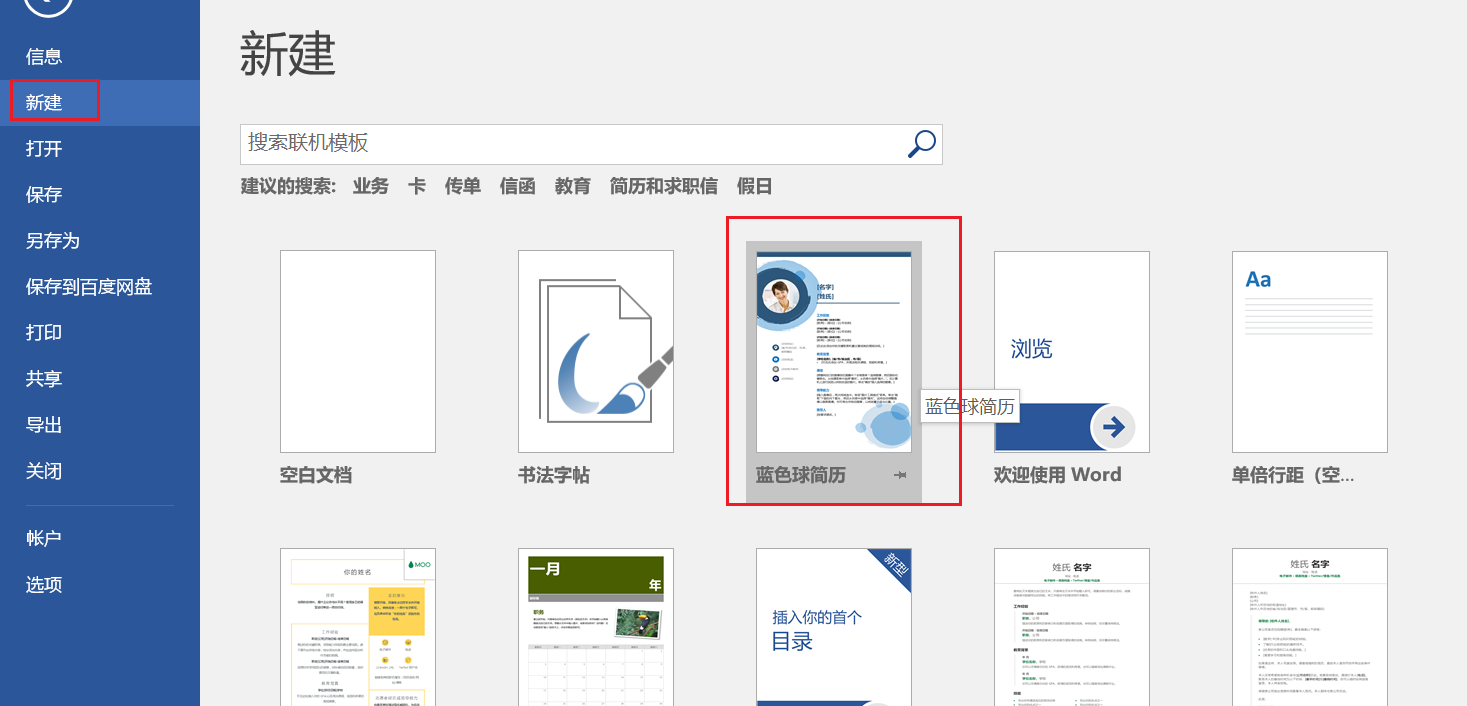 信息
新建
打开
保存
另存为
保存到百度网盘
打印
共享
导出
关闭
帐户
选项
新建
搜索联机模板
建议的搜索: 业务 卡 传单 信函 教育 简历和求职信 假日
[名字]
[姓氏]
Aa
浏览
蓝色球简历
空白文档
书法字帖
蓝色球简历
欢迎使用 Word
单倍行距（空...
你的姓名
MOO
一月
年
职务
新型
插入你的首个
目录
姓氏 名字
姓氏 名字